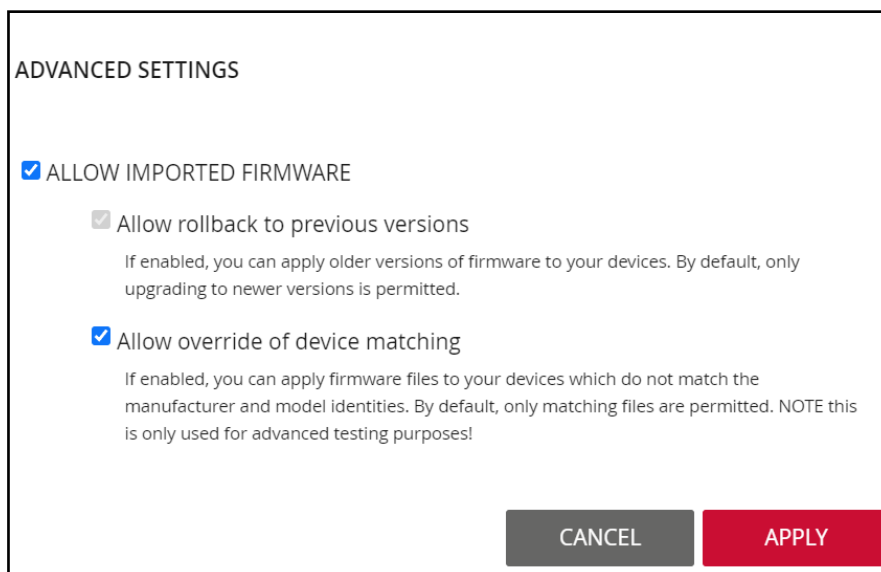 ADVANCED SETTINGS
ALLOW IMPORTED FIRMWARE
Allow rollback to previous versions
If enabled, you can apply older versions of firmware to your devices. By default, only
upgrading to newer versions is permitted.
Allow override of device matching
If enabled, you can apply firmware files to your devices which do not match the
manufacturer and model identities. By default, only matching files are permitted. NOTE this
is only used for advanced testing purposes!
CANCEL APPLY